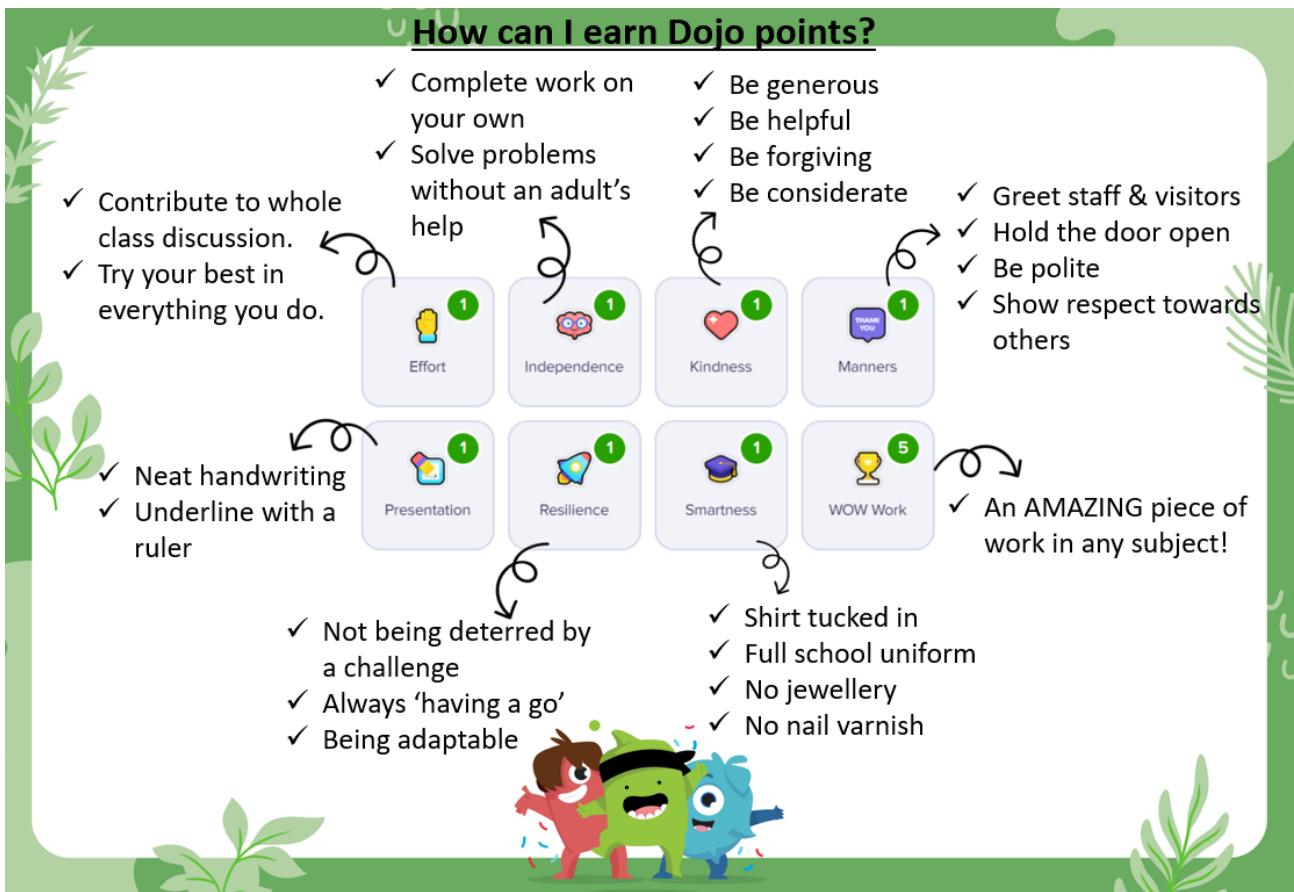 How can I earn Dojo points?
✓ Complete work on
your own
✓ Solve problems
without an adult's
help
✓ Be generous
✓ Be helpful
✓ Be forgiving
✓ Be considerate
✓ Contribute to whole
class discussion.
✓ Try your best in
everything you do.
✓ Greet staff & visitors
✓ Hold the door open
✓ Be polite
✓ Show respect towards
others
1
Effort
1
Independence
1
Kindness
1
THANK
YOU
Manners
✓ Neat handwriting
✓ Underline with a
ruler
1
Presentation
1
Resilience
1
Smartness
5
WOW Work
✓ An AMAZING piece of
work in any subject!
✓ Not being deterred by
a challenge
✓ Always ‘having a go’
✓ Being adaptable
✓ Shirt tucked in
✓ Full school uniform
✓ No jewellery
✓ No nail varnish